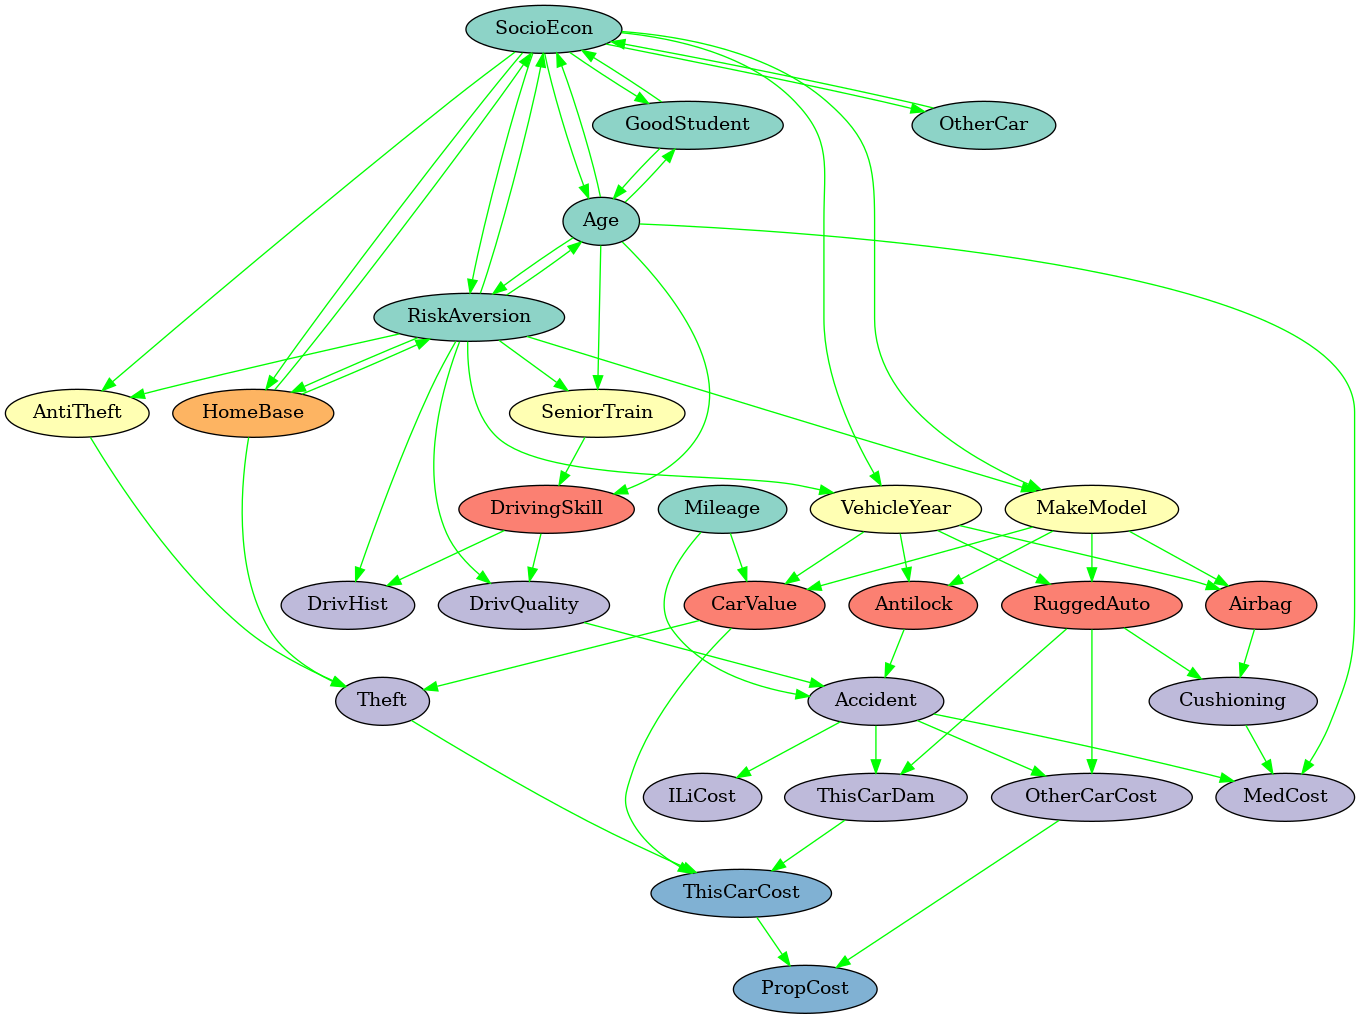 SocioEcon
GoodStudent
OtherCar
Age
RiskAversion
AntiTheft
HomeBase
SeniorTrain
DrivingSkill
Mileage
VehicleYear
MakeModel
DrivHist
DrivQuality
CarValue
Antilock
RuggedAuto
Airbag
Theft
Accident
Cushioning
ILiCost
ThisCarDam
OtherCarCost
MedCost
ThisCarCost
PropCost